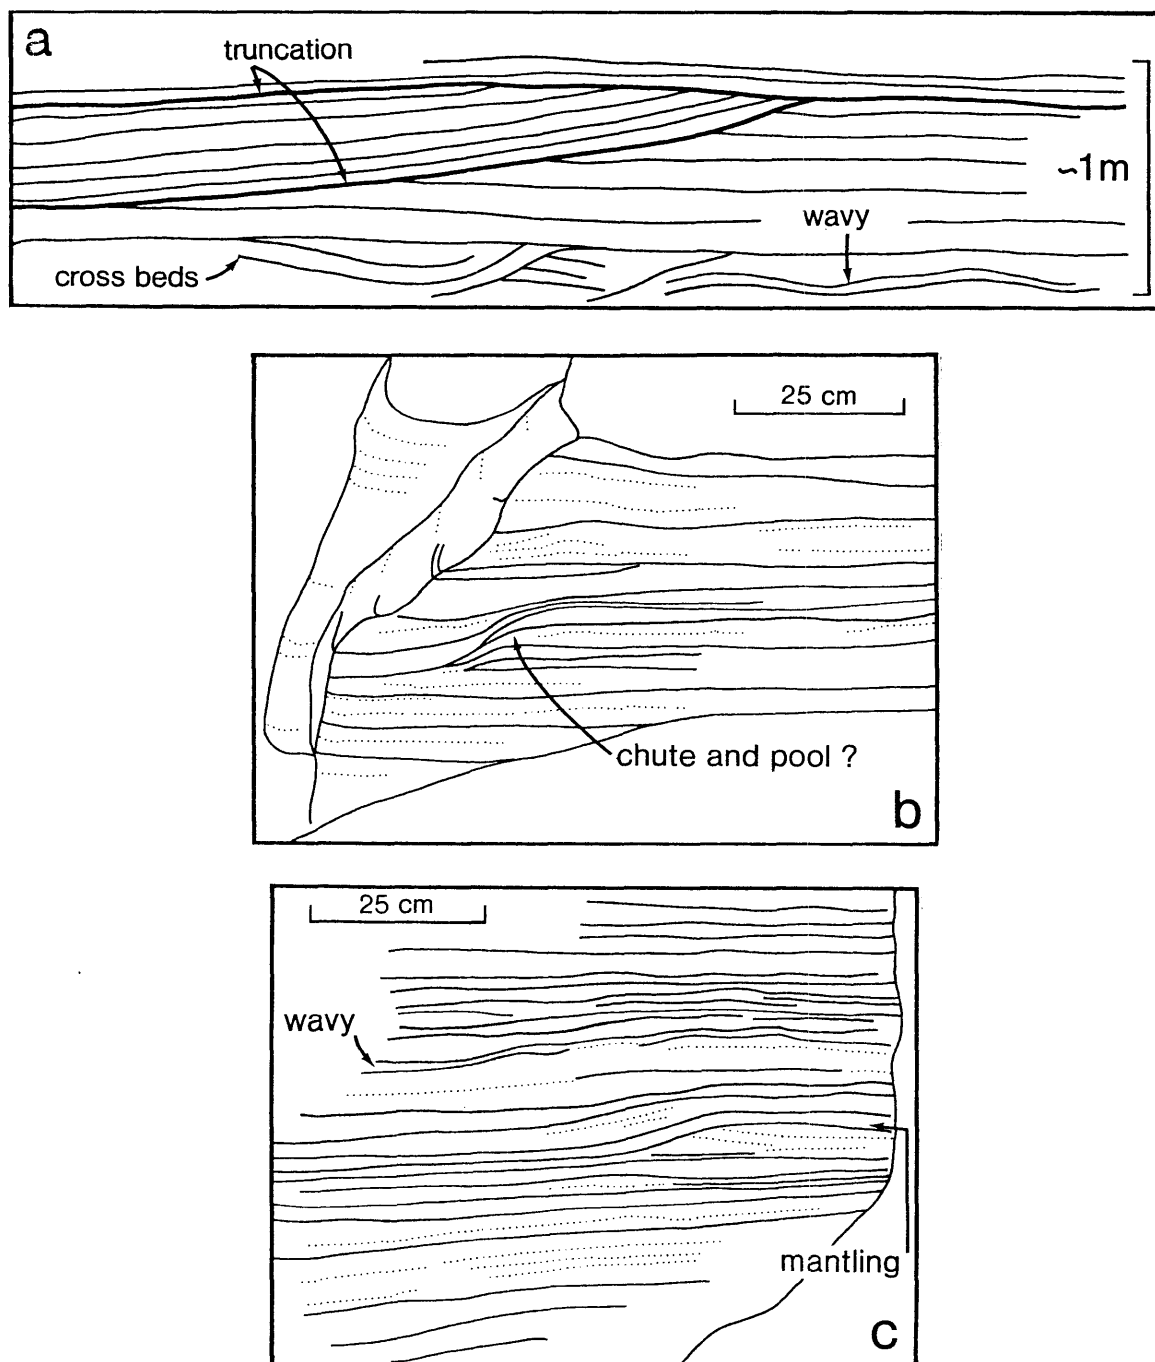 a
truncation
~1m
wavy
cross beds
25 cm
chute and pool ?
b
25 cm
wavy
mantling
c